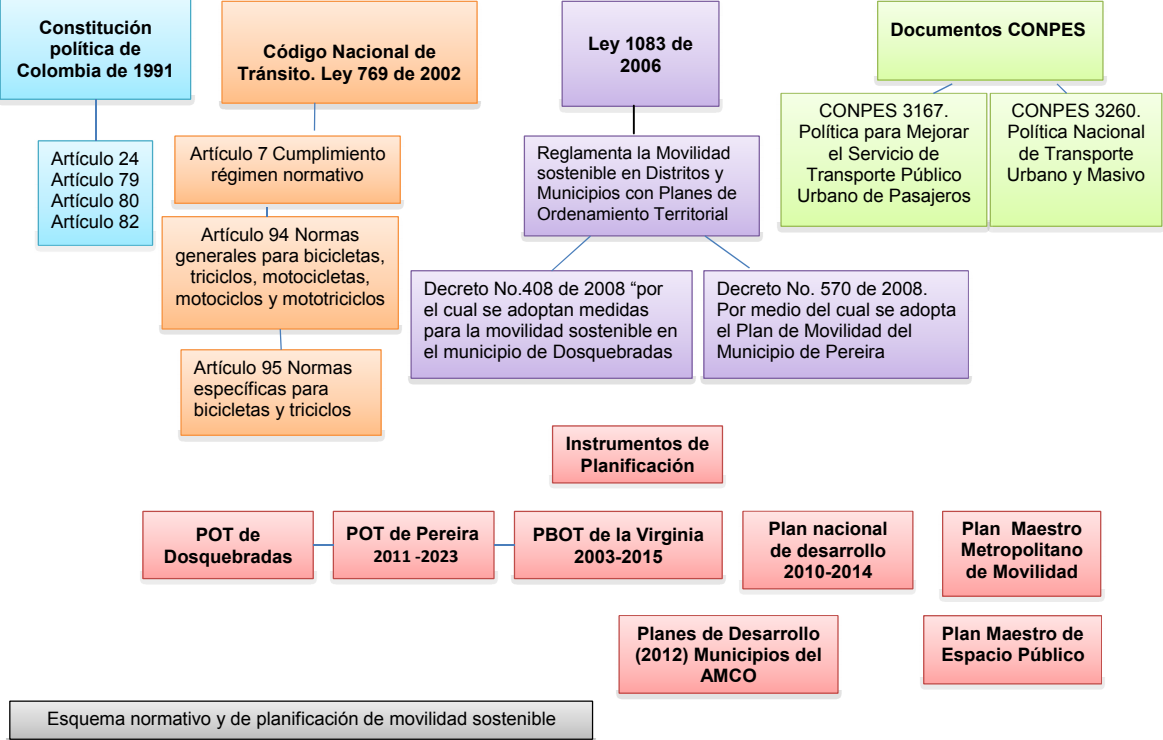 Constitución
política de
Colombia de 1991
Artículo 24
Artículo 79
Artículo 80
Artículo 82
Código Nacional de
Tránsito. Ley 769 de 2002
Artículo 7 Cumplimiento
régimen normativo
Artículo 94 Normas
generales para bicicletas,
triciclos, motocicletas,
motociclos y mototriciclos
Artículo 95 Normas
específicas para
bicicletas y triciclos
Ley 1083 de
2006
Reglamenta la Movilidad
sostenible en Distritos y
Municipios con Planes de
Ordenamiento Territorial
Decreto No.408 de 2008 “por
el cual se adoptan medidas
para la movilidad sostenible en
el municipio de Dosquebradas
Decreto No. 570 de 2008.
Por medio del cual se adopta
el Plan de Movilidad del
Municipio de Pereira
Documentos CONPES
CONPES 3167.
Política para Mejorar
el Servicio de
Transporte Público
Urbano de Pasajeros
CONPES 3260.
Política Nacional
de Transporte
Urbano y Masivo
Instrumentos de
Planificación
POT de
Dosquebradas
POT de Pereira
2011 -2023
PBOT de la Virginia
2003-2015
Plan nacional
de desarrollo
2010-2014
Plan Maestro
Metropolitano
de Movilidad
Planes de Desarrollo
(2012) Municipios del
AMCO
Plan Maestro de
Espacio Público
Esquema normativo y de planificación de movilidad sostenible